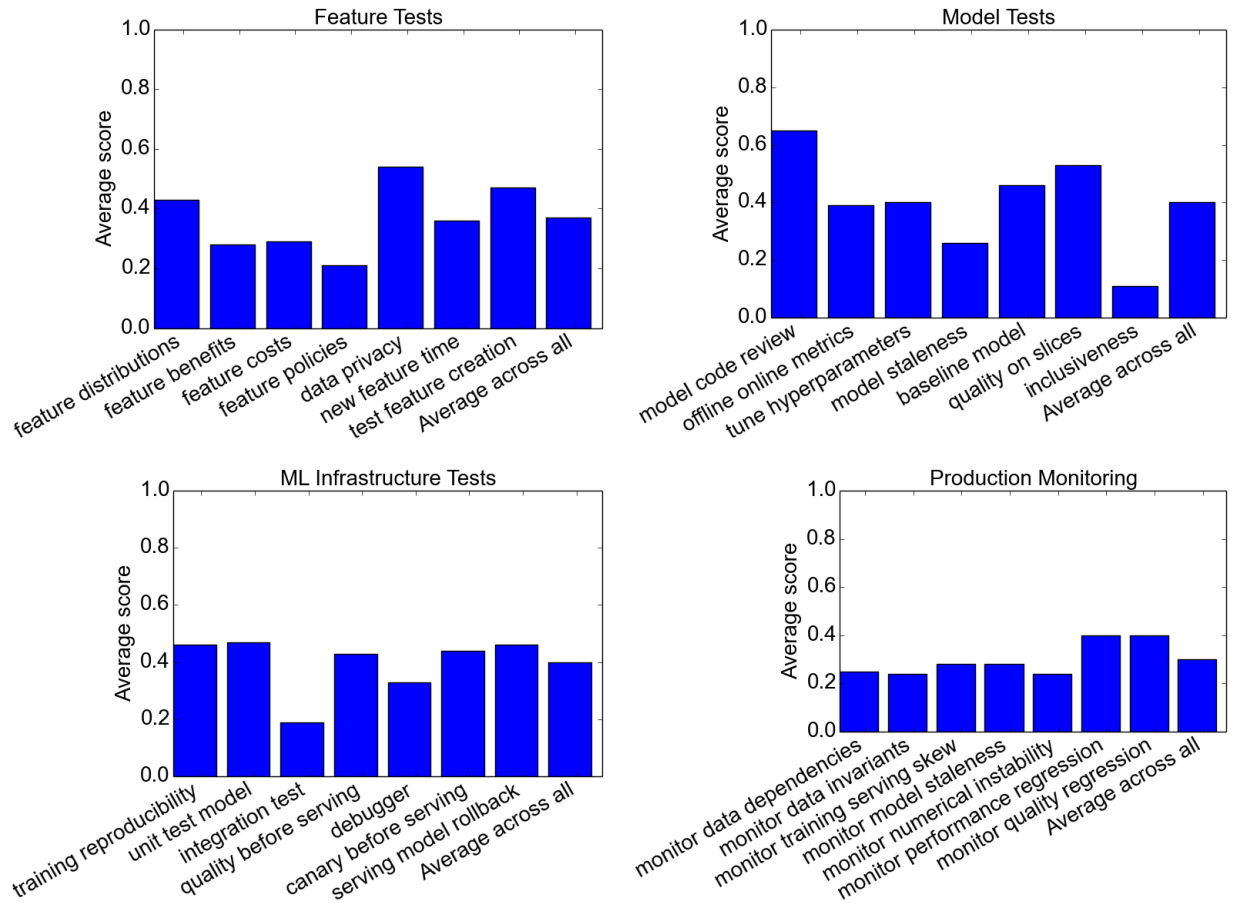 Feature Tests
Average score
1.0
0.8
0.6
0.4
0.2
0.0
feature distributions
feature benefits
feature costs
feature policies
data privacy
new feature time
test feature creation
Average across all
Model Tests
Average score
1.0
0.8
0.6
0.4
0.2
0.0
model code review
offline online metrics
tune hyperparameters
model staleness
baseline model
quality on slices
inclusiveness
Average across all
ML Infrastructure Tests
Average score
1.0
0.8
0.6
0.4
0.2
0.0
training reproducibility
unit test model
integration test
quality before serving
debugger
canary before serving
serving model rollback
Average across all
Production Monitoring
Average score
1.0
0.8
0.6
0.4
0.2
0.0
monitor data dependencies
monitor data invariants
monitor training serving skew
monitor model staleness
monitor numerical instability
monitor performance regression
monitor quality regression
Average across all